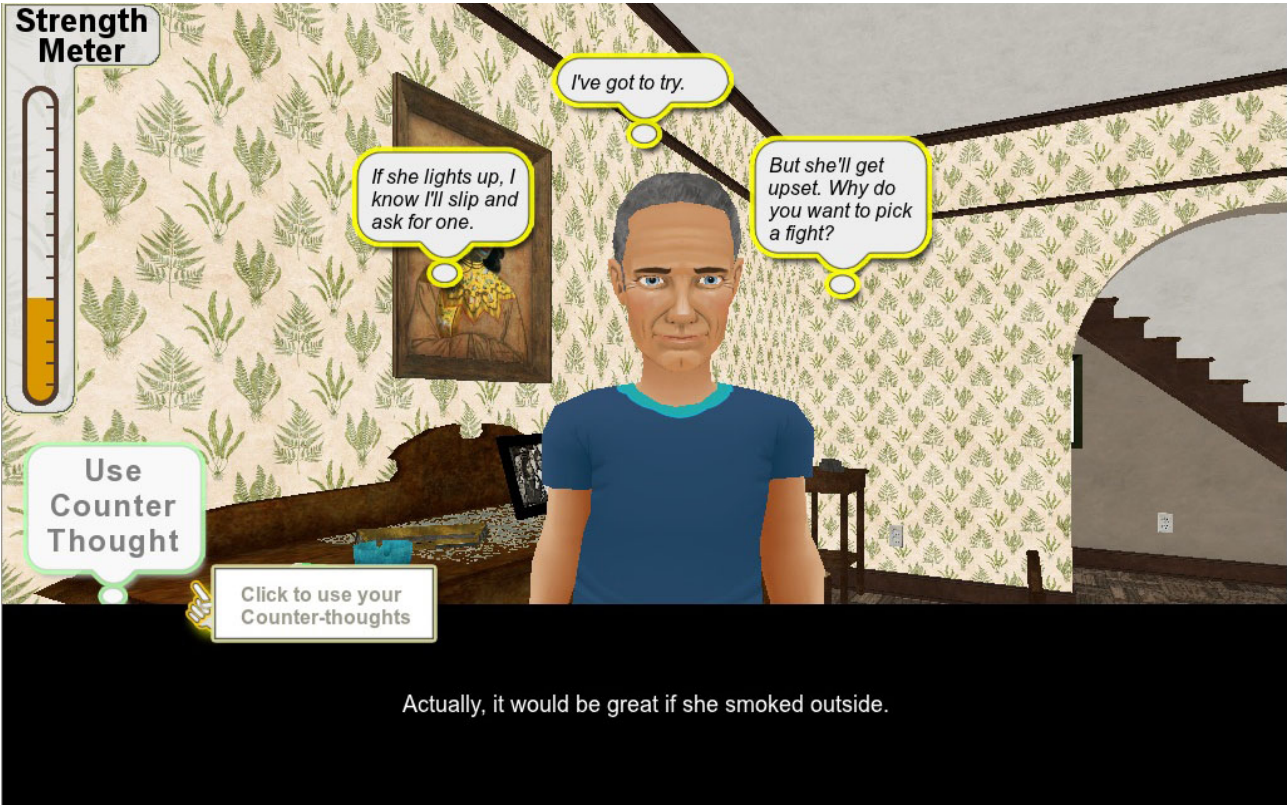 Strength
Meter
I've got to try.
If she lights up, I
know I'll slip and
ask for one.
But she'll get
upset. Why do
you want to pick
a fight?
Use
Counter
Thought
Click to use your
Counter-thoughts
Actually, it would be great if she smoked outside.